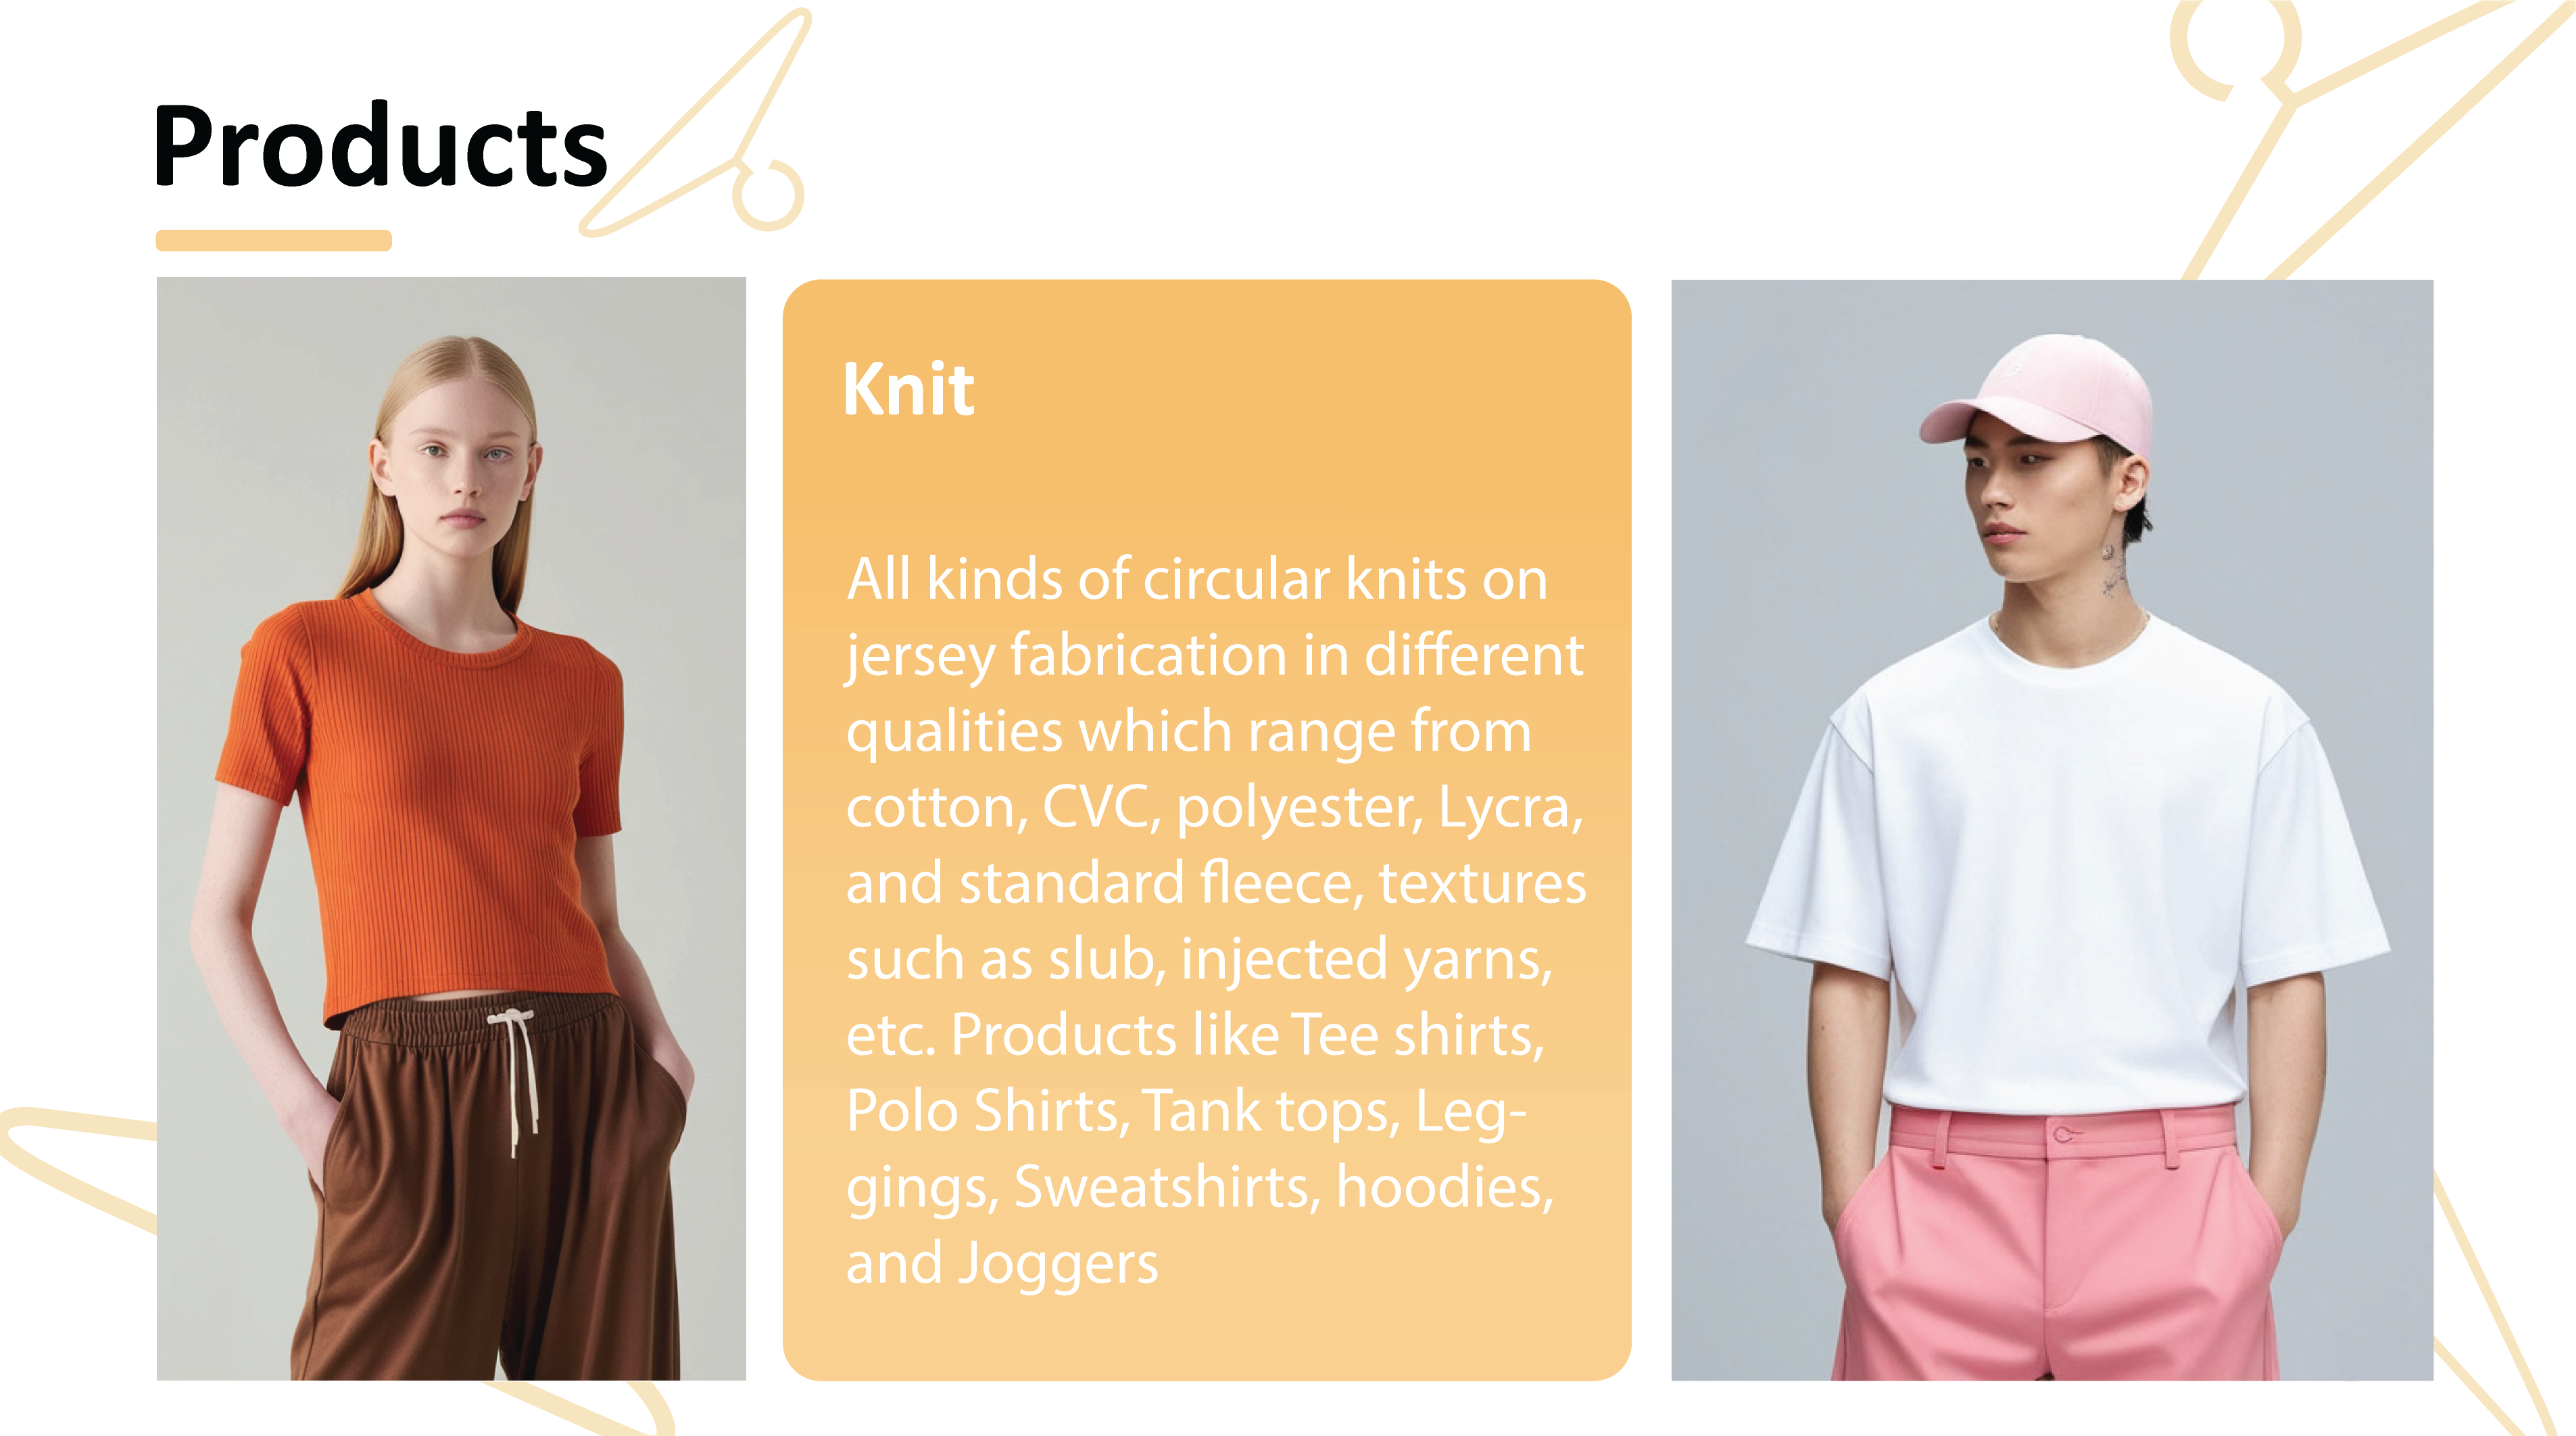 Products
Knit
All kinds of circular knits on
jersey fabrication in different
qualities which range from
cotton, CVC, polyester, Lycra,
and standard fleece, textures
such as slub, injected yarns,
etc. Products like Tee shirts,
Polo Shirts, Tank tops, Leg-
gings, Sweatshirts, hoodies,
and Joggers